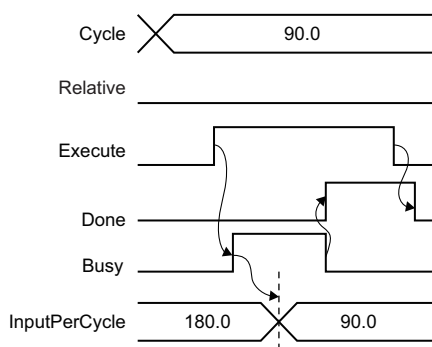 Cycle 90.0
Relative
Execute
Done
Busy
InputPerCycle 180.0 90.0